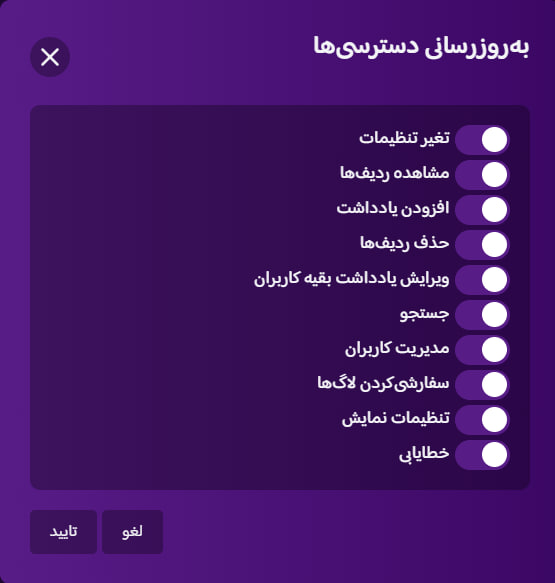 به‌روزرسانی دسترسی‌ها
تغیر تنظیمات
مشاهده ردیف‌ها
افزودن یادداشت
حذف ردیف‌ها
ویرایش یادداشت بقیه کاربران
جستجو
مدیریت کاربران
سفارشی‌کردن لاگ‌ها
تنظیمات نمایش
خطایابی
لغو
تایید